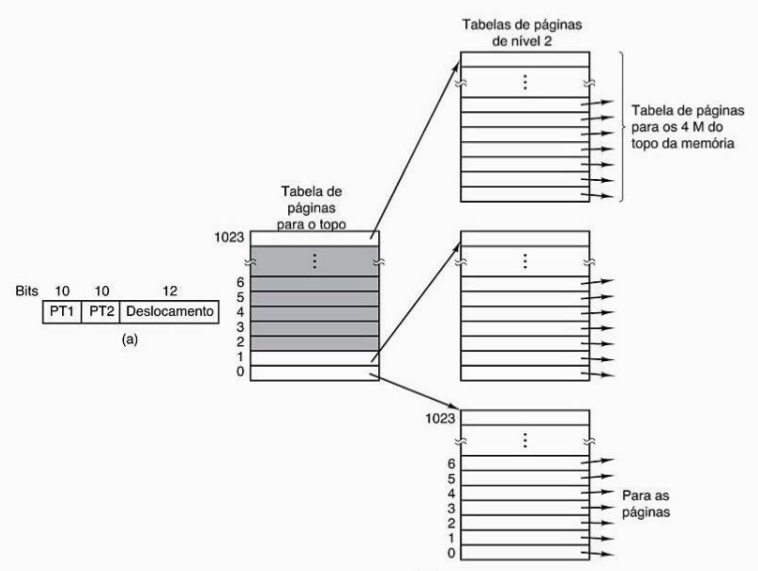 Tabelas de páginas
de nível 2
Tabela de páginas
para os 4 M do
topo da memória
Tabela de
páginas
para o topo
1023
6
5
4
3
2
1
0
Bits 10 10 12
PT1 PT2 Deslocamento
(a)
1023
6
5
4
3
2
1
0
Para as
páginas